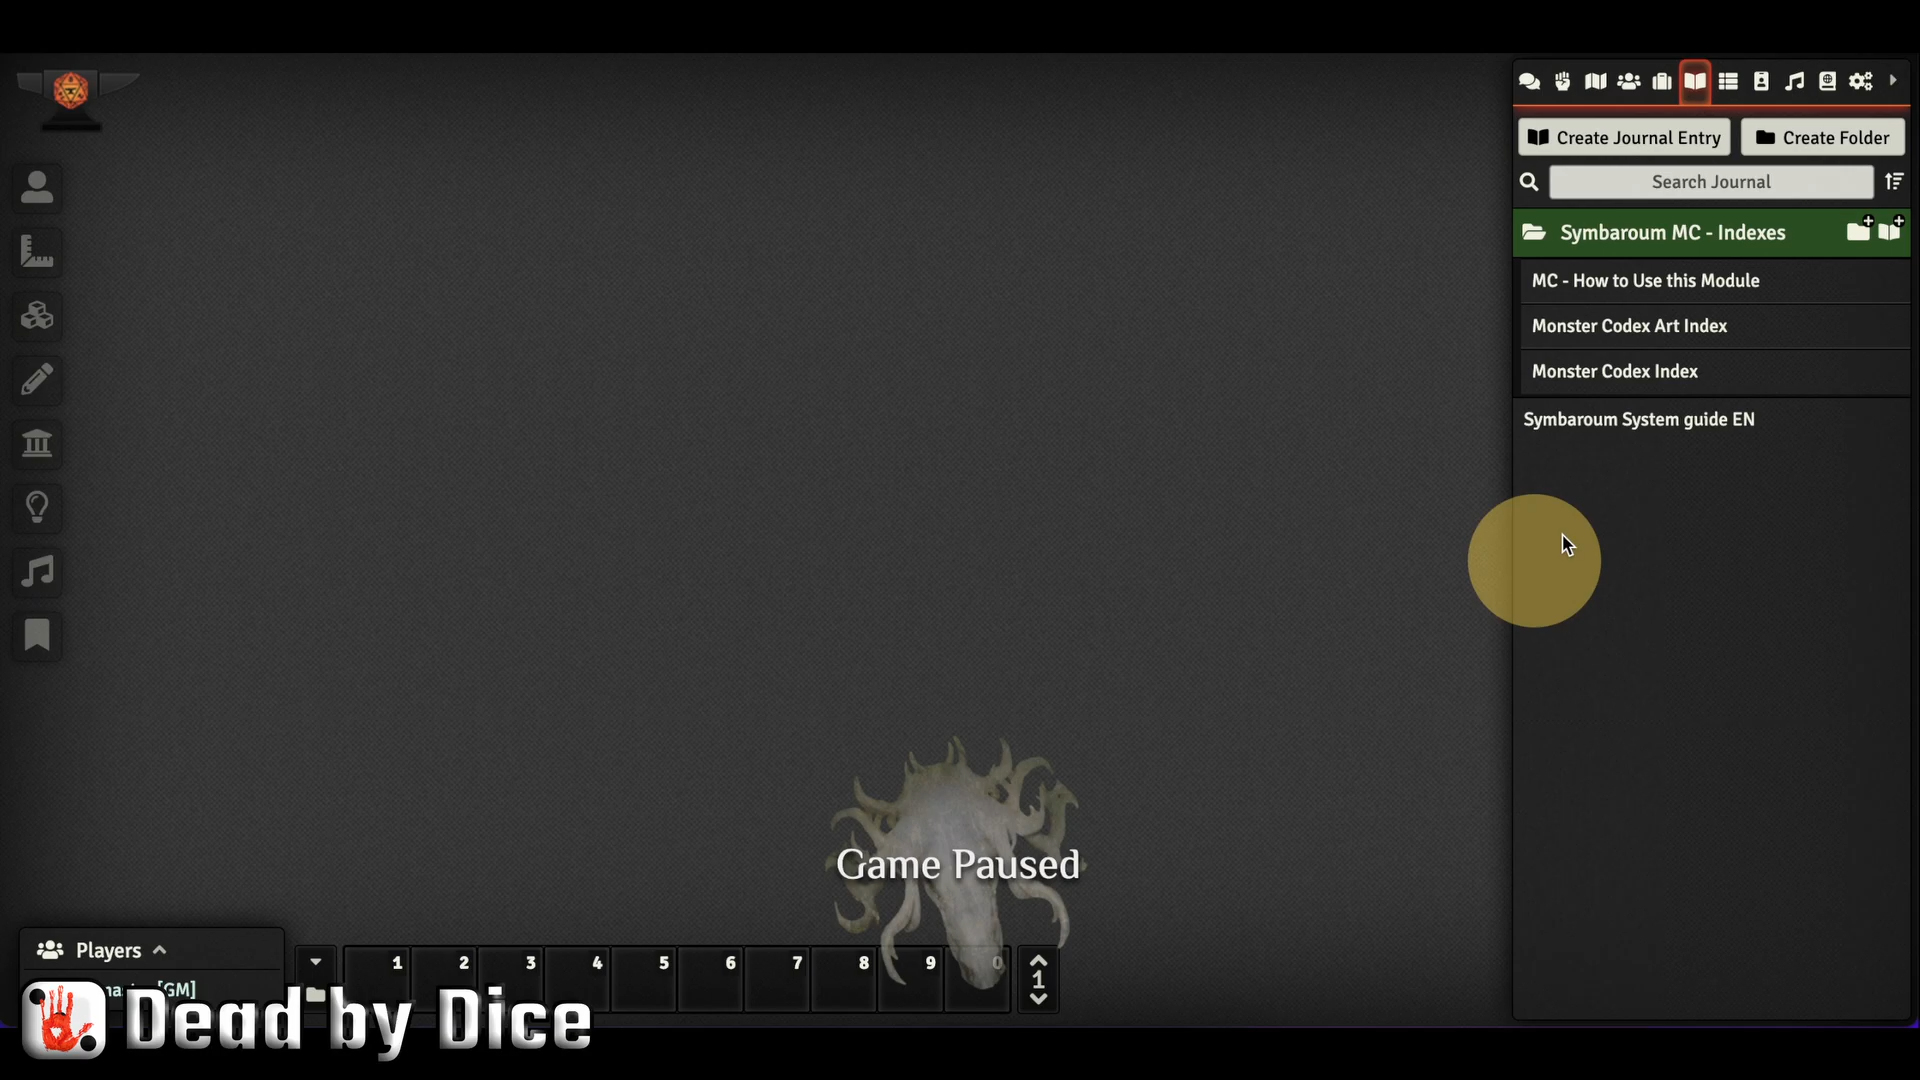 Create Journal Entry
Create Folder
Search Journal
Symbaroum MC - Indexes
MC - How to Use this Module
Monster Codex Art Index
Monster Codex Index
Symbaroum System guide EN
Game Paused
Players
[GM]
1 2 3 4 5 6 7 8 9 0
1
Dead by Dice